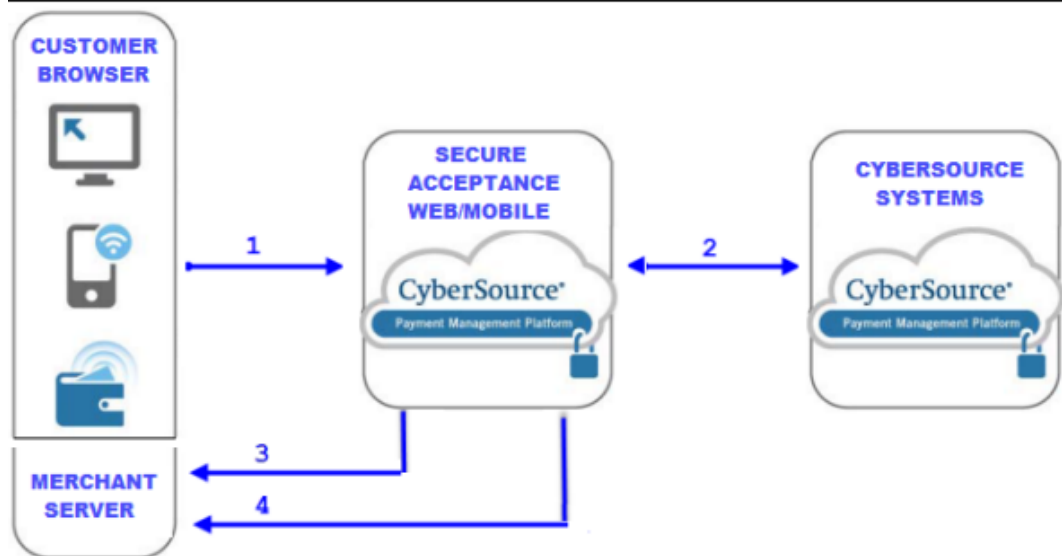 CUSTOMER
BROWSER
SECURE
ACCEPTANCE
WEB/MOBILE
CYBERSOURCE
SYSTEMS
1
2
CyberSource®
Payment Management Platform
CyberSource®
Payment Management Platform
3
MERCHANT
SERVER
4